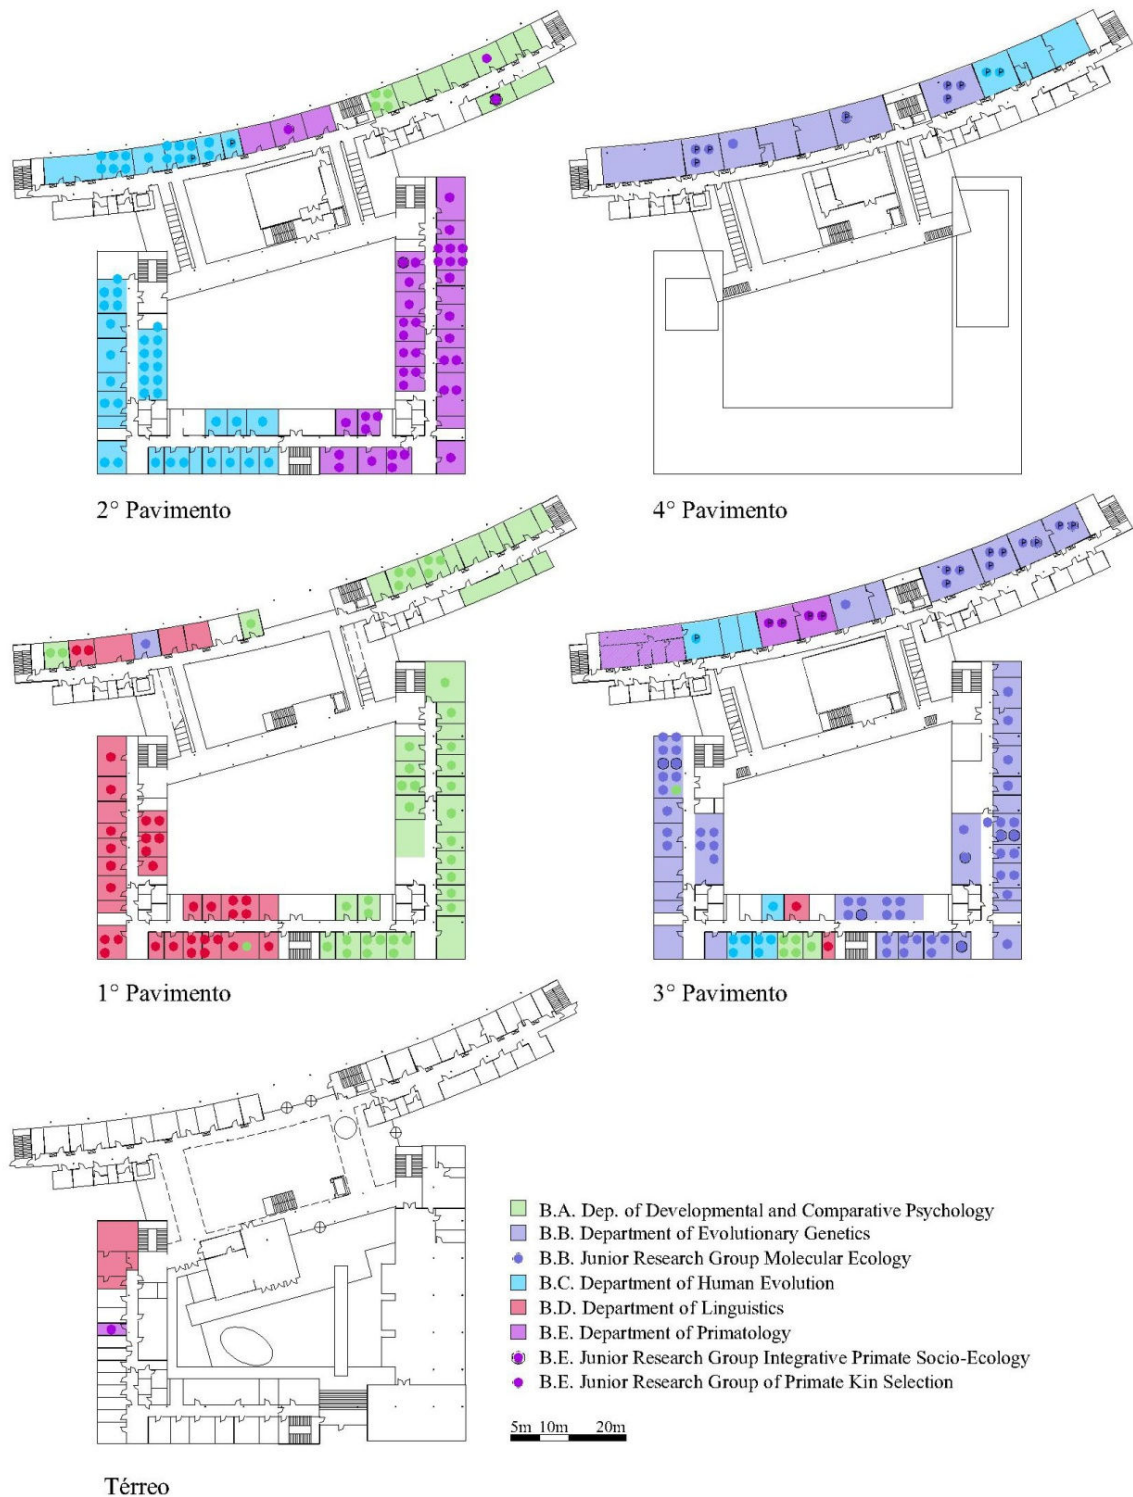 2° Pavimento
4° Pavimento
1° Pavimento
3° Pavimento
B.A. Dep. of Developmental and Comparative Psychology
B.B. Department of Evolutionary Genetics
B.B. Junior Research Group Molecular Ecology
B.C. Department of Human Evolution
B.D. Department of Linguistics
B.E. Department of Primatology
B.E. Junior Research Group Integrative Primate Socio-Ecology
B.E. Junior Research Group of Primate Kin Selection
5m 10m 20m
Térreo